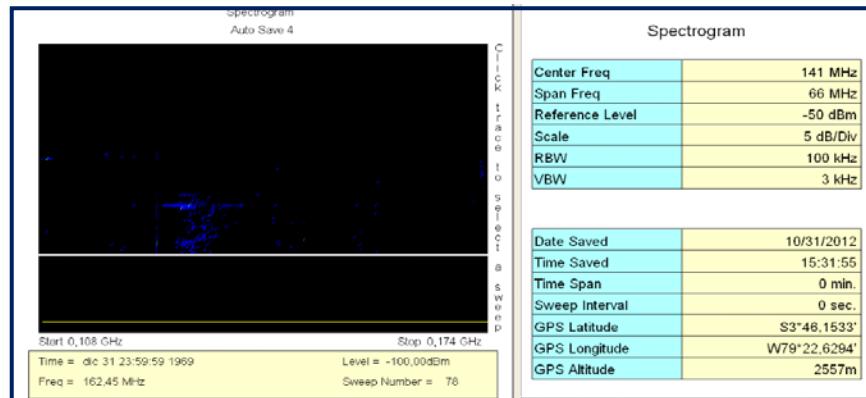 Spectrogram
Auto Save 4
Click trace to select a sweep
Start 0,108 GHz
Stop 0,174 GHz
Time = dic 31 23:59:59 1969
Level = -100,00dBm
Freq = 162,45 MHz
Sweep Number = 78
Spectrogram
Center Freq 141 MHz
Span Freq 66 MHz
Reference Level -50 dBm
Scale 5 dB/Div
RBW 100 kHz
VBW 3 kHz
Date Saved 10/31/2012
Time Saved 15:31:55
Time Span 0 min.
Sweep Interval 0 sec.
GPS Latitude S3°46,1533'
GPS Longitude W79°22,6294'
GPS Altitude 2557m